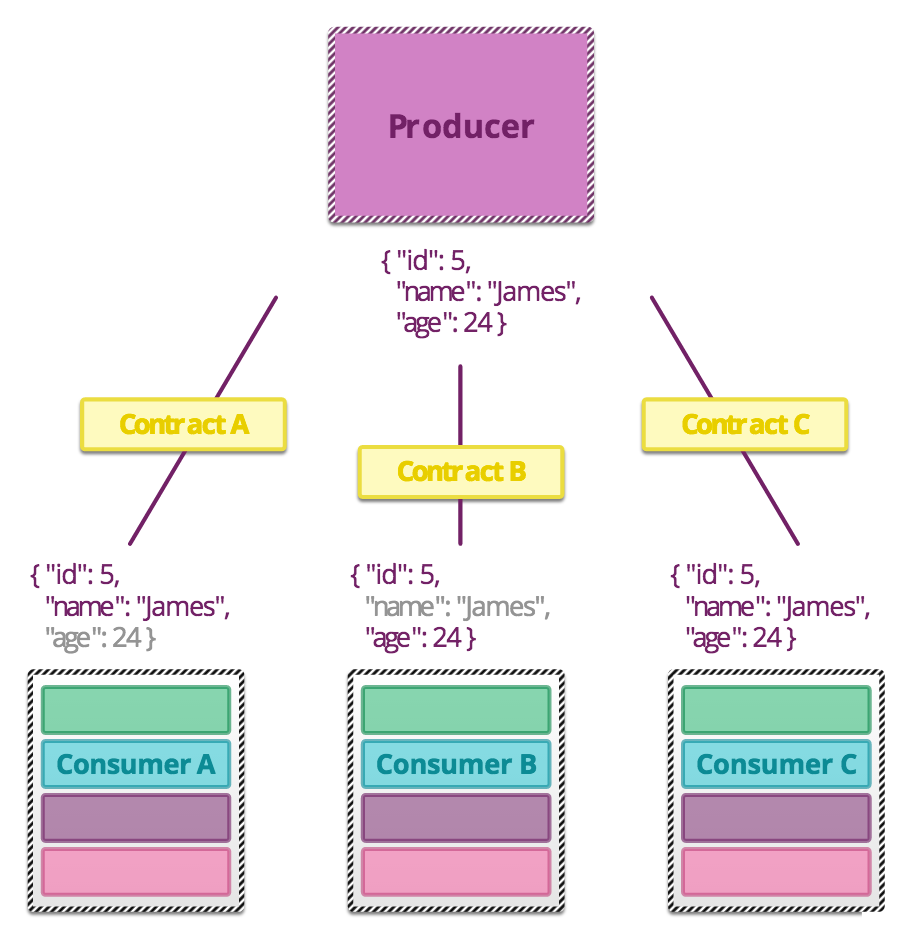 Producer
{ "id": 5,
"name": "James",
"age": 24 }
Contract A
Contract C
Contract B
{ "id": 5,
"name": "James",
"age": 24 }
{ "id": 5,
"name": "James",
"age": 24 }
{ "id": 5,
"name": "James",
"age": 24 }
Consumer A
Consumer B
Consumer C